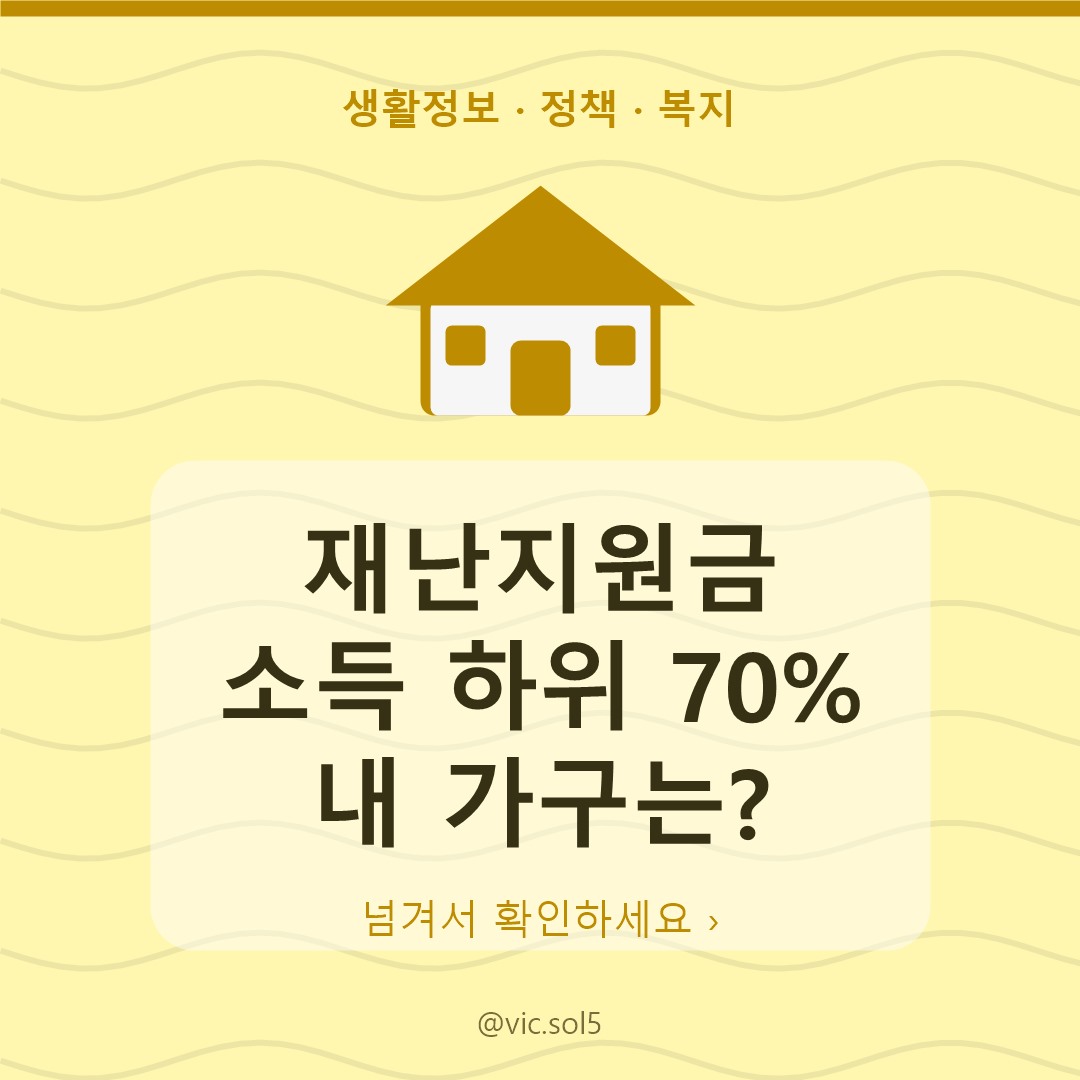 생활정보 · 정책 · 복지
재난지원금
소득 하위 70%
내 가구는?
넘겨서 확인하세요 ›
@vic.sol5